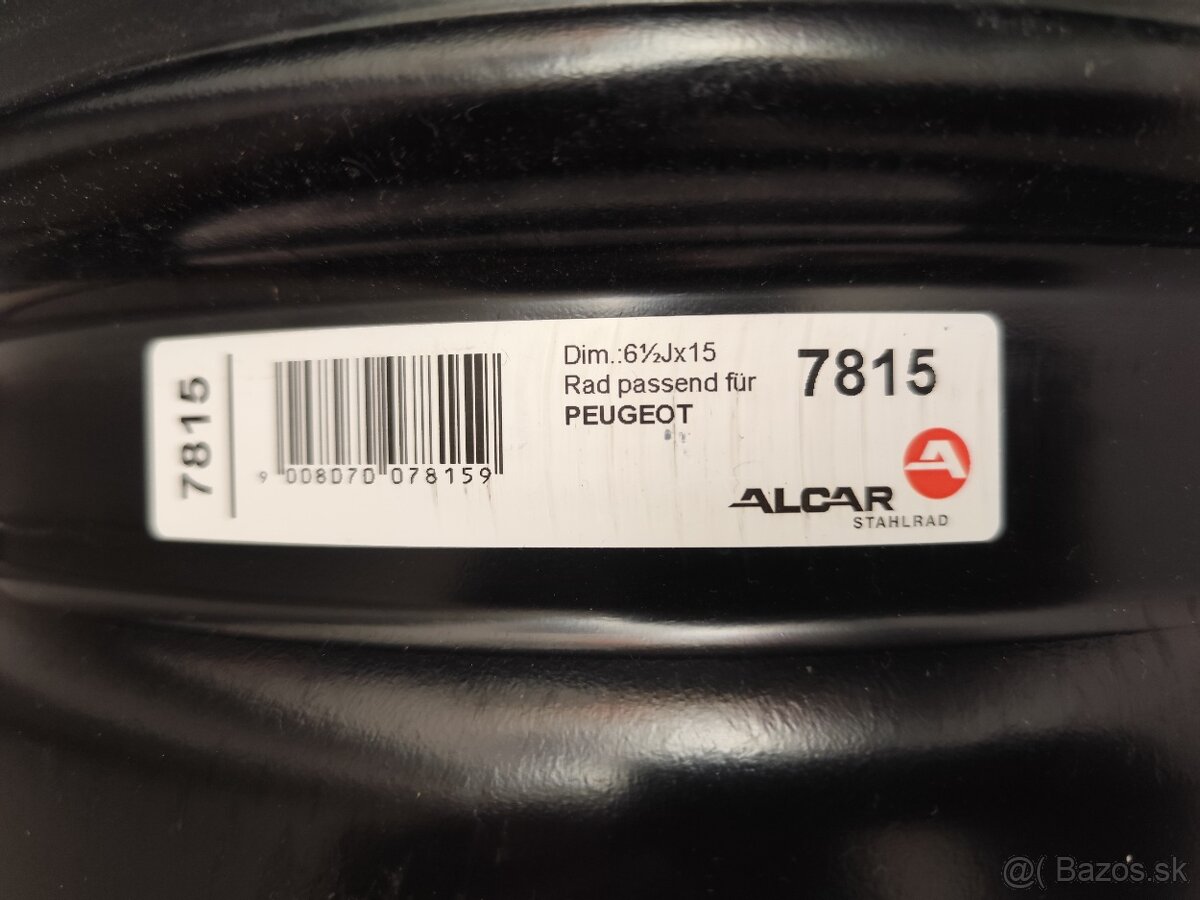 7815
9 008070 078159
Dim.:6½Jx15
Rad passend für
PEUGEOT
7815
ALCAR
STAHLRAD
@( Bazos.sk